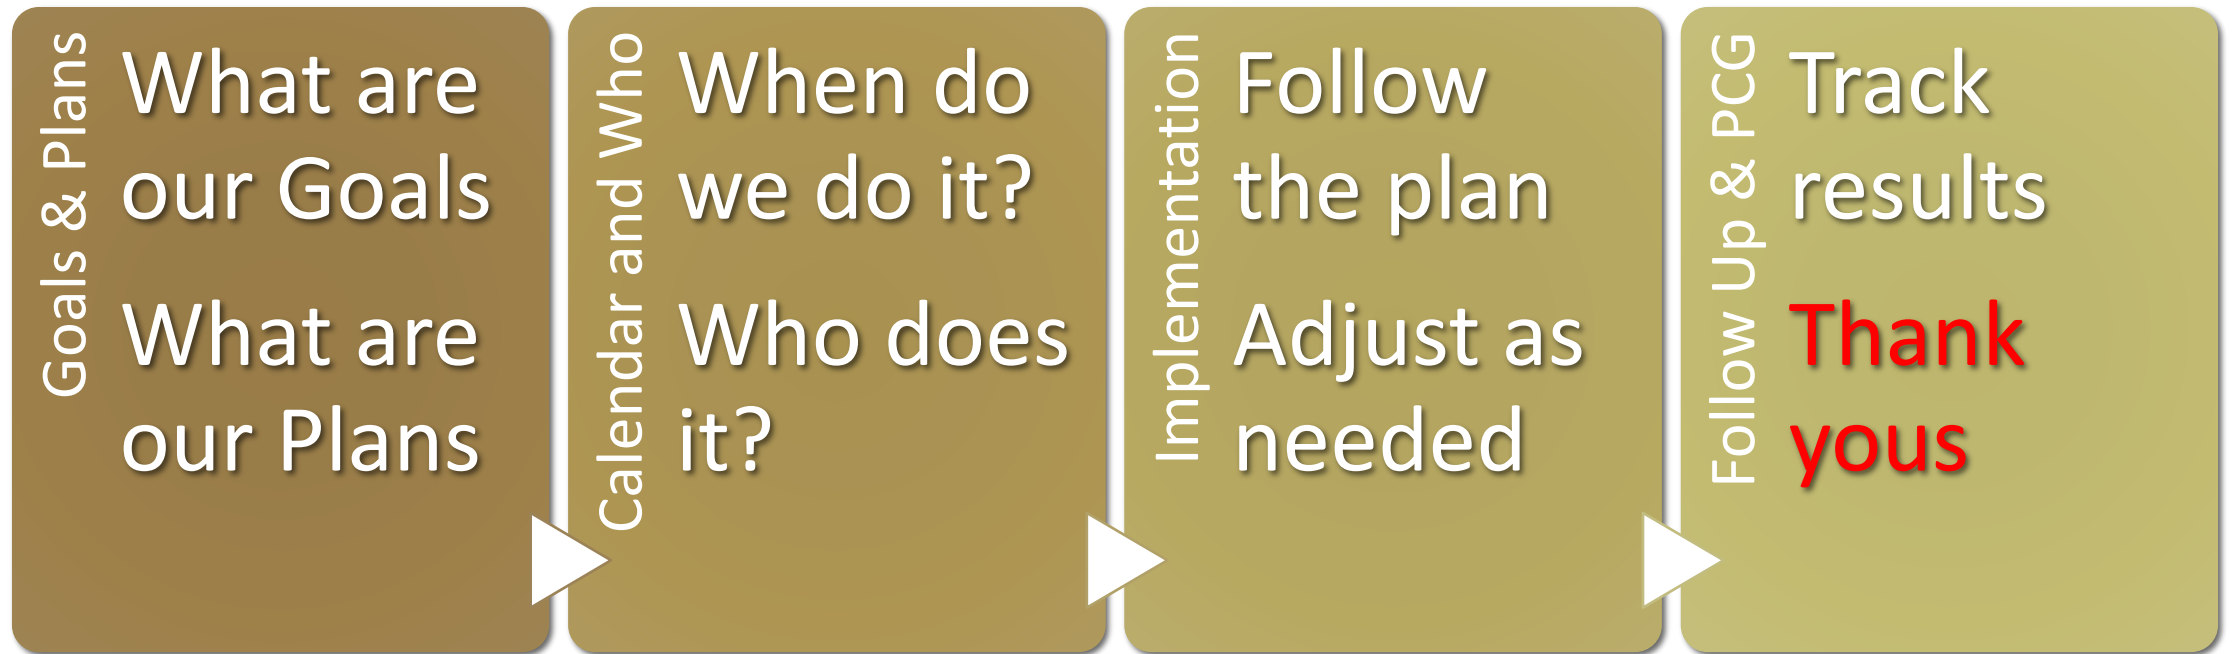 Goals & Plans
What are
our Goals
What are
our Plans
Calendar and Who
When do
we do it?
Who does
it?
Implementation
Follow
the plan
Adjust as
needed
Follow Up & PCG
Track
results
Thank
yous